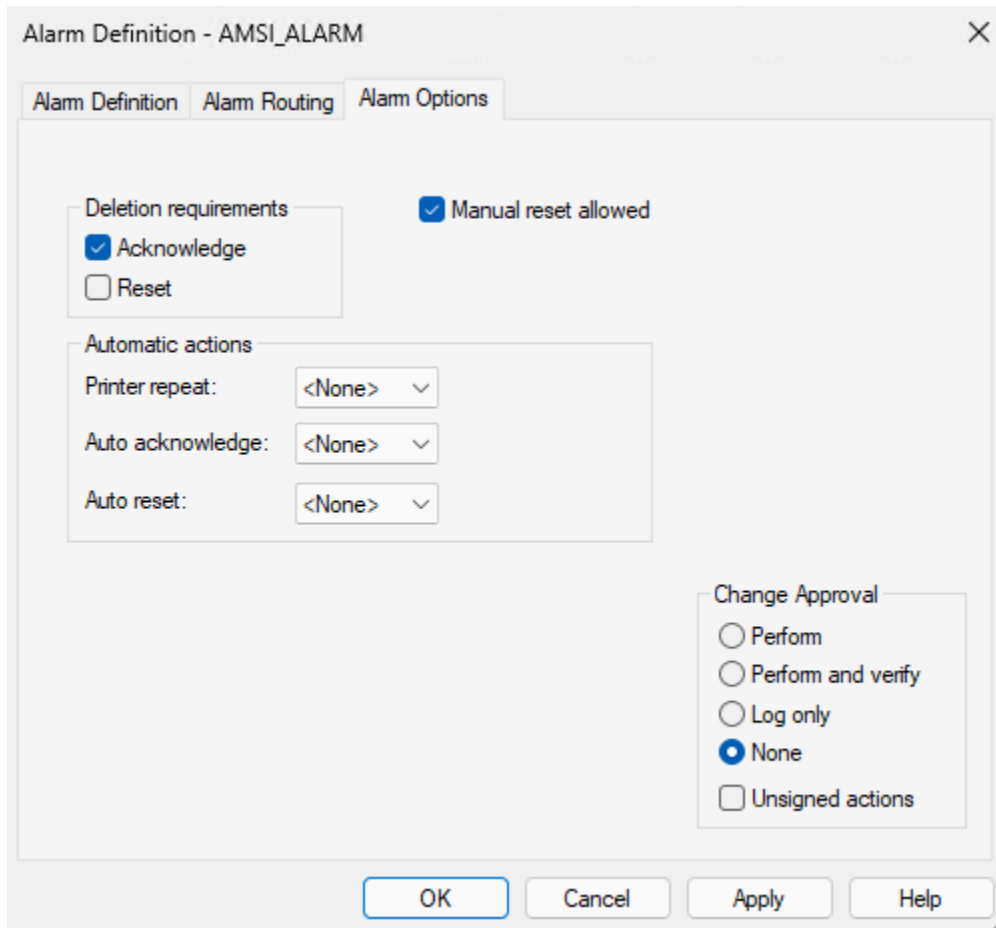 Alarm Definition - AMSI_ALARM
Alarm Definition
Alarm Routing
Alarm Options
Deletion requirements
Acknowledge
Reset
Manual reset allowed
Automatic actions
Printer repeat: <None>
Auto acknowledge: <None>
Auto reset: <None>
Change Approval
Perform
Perform and verify
Log only
None
Unsigned actions
OK
Cancel
Apply
Help